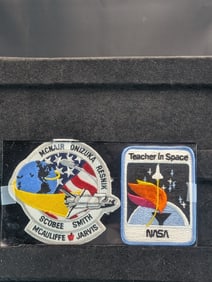 McNAIR ONIZUKA RESNIK
SCOBEE SMITH
McAULIFFE JARVIS
Teacher in Space
NASA